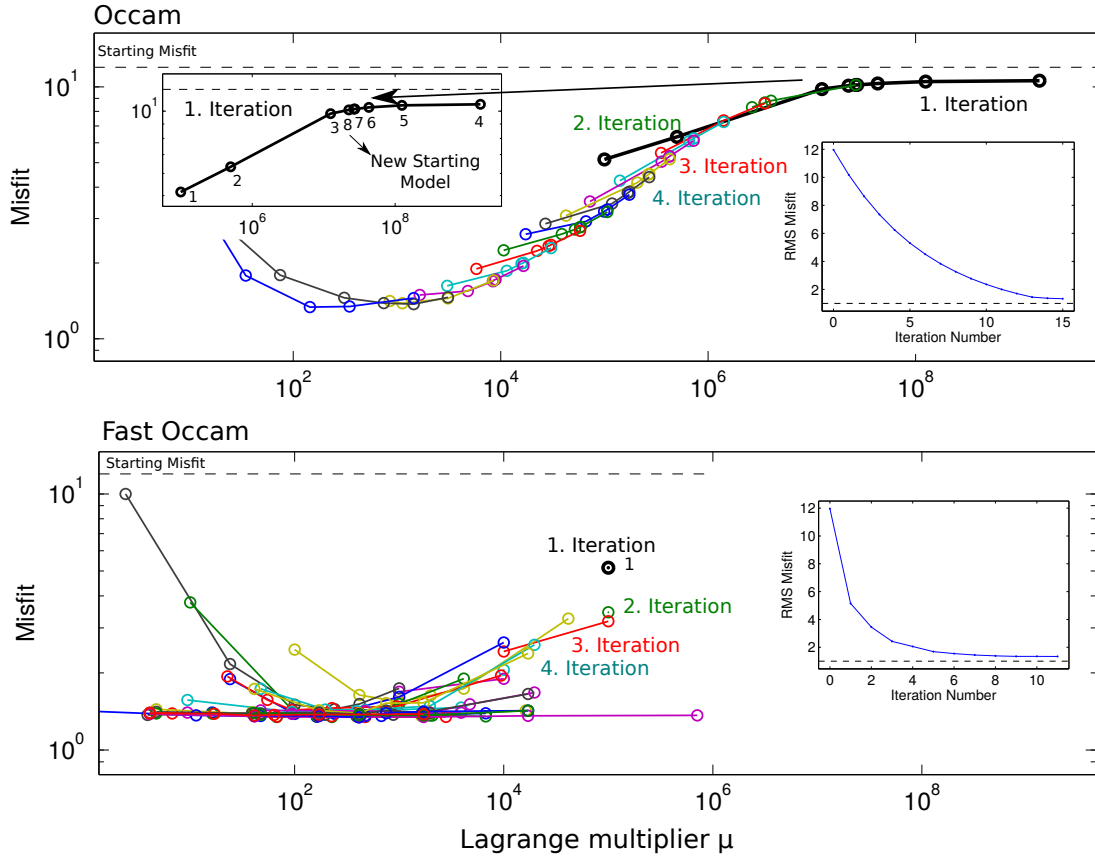 Occam
Starting Misfit
10^1
10^0
Misfit
10^1
1. Iteration
1
2
3 8 7 6 5 4
New Starting
Model
10^6 10^8
2. Iteration
1. Iteration
3. Iteration
4. Iteration
12
10
8
6
4
2
RMS Misfit
0 5 10 15
Iteration Number
10^2 10^4 10^6 10^8
Fast Occam
Starting Misfit
10^1
10^0
Misfit
1. Iteration
1
2. Iteration
3. Iteration
4. Iteration
12
10
8
6
4
2
RMS Misfit
0 2 4 6 8 10
Iteration Number
10^2 10^4 10^6 10^8
Lagrange multiplier μ